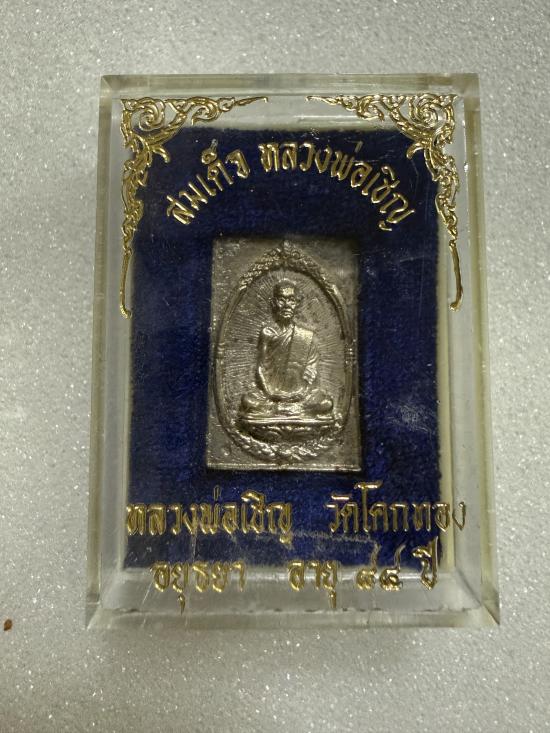 สมเด็จ หลวงพ่อเชิญ
หลวงพ่อเชิญ วัดโคกทอง
อยุธยา อายุ ๘๘ ปี